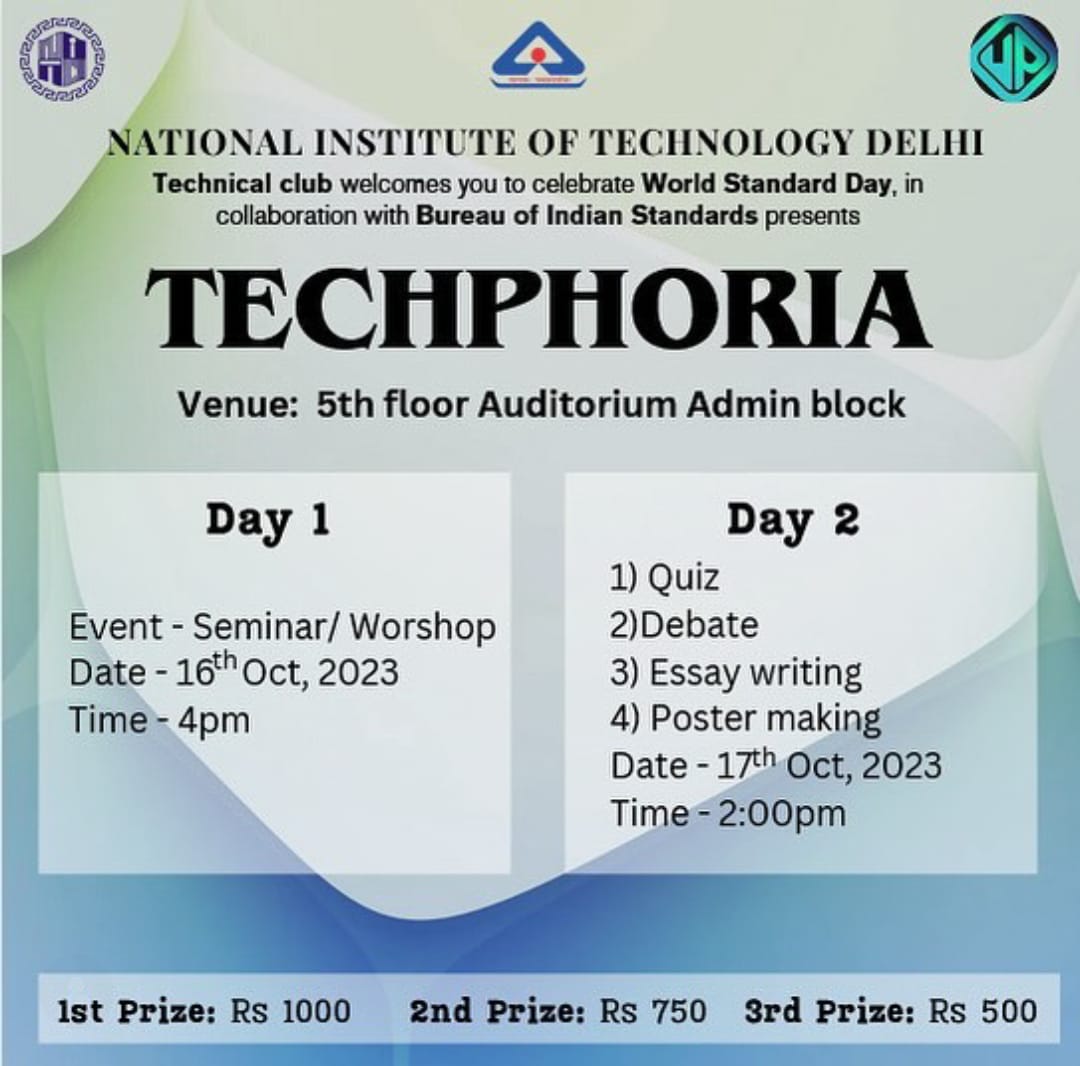 NATIONAL INSTITUTE OF TECHNOLOGY DELHI
Technical club welcomes you to celebrate World Standard Day, in
collaboration with Bureau of Indian Standards presents
TECHPHORIA
Venue: 5th floor Auditorium Admin block
Day 1
Event - Seminar/ Worshop
Date - 16th Oct, 2023
Time - 4pm
Day 2
1) Quiz
2)Debate
3) Essay writing
4) Poster making
Date - 17th Oct, 2023
Time - 2:00pm
1st Prize: Rs 1000 2nd Prize: Rs 750 3rd Prize: Rs 500